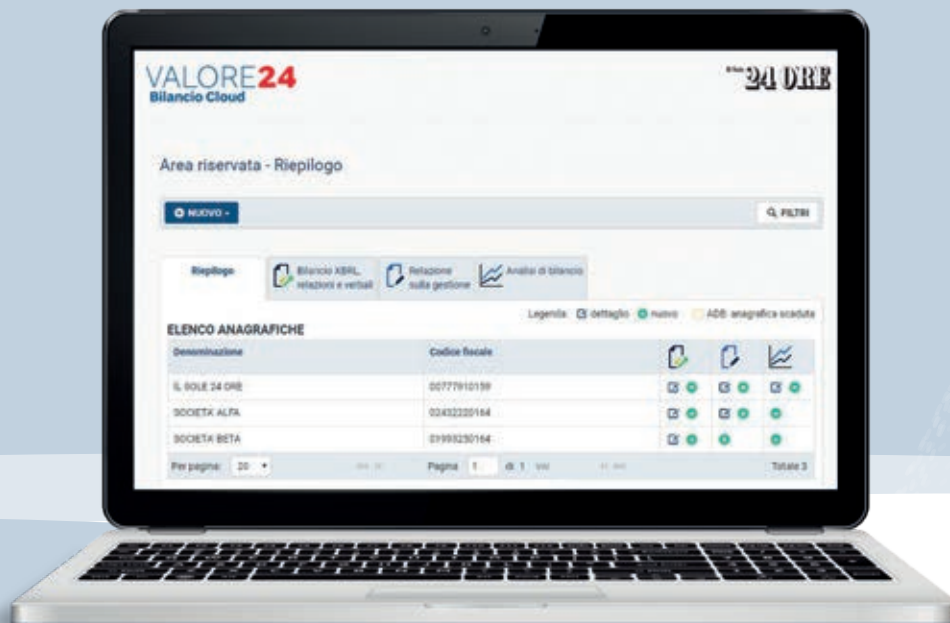 VALORE24
Bilancio Cloud
24 ORE
Area riservata - Riepilogo
NUOVO
FILTRI
Riepilogo
Bilancio XBRL,
relazioni e verbali
Relazione
sulla gestione
Analisi di bilancio
Legenda: dettaglio nuovo ADB: anagrafica scaduta
ELENCO ANAGRAFICHE
Denominazione Codice fiscale
IL SOLE 24 ORE 00777910159
SOCIETA ALFA 02432220164
SOCIETA BETA
Per pagina: 20 Pagina 1 di 1 vai Totale 3